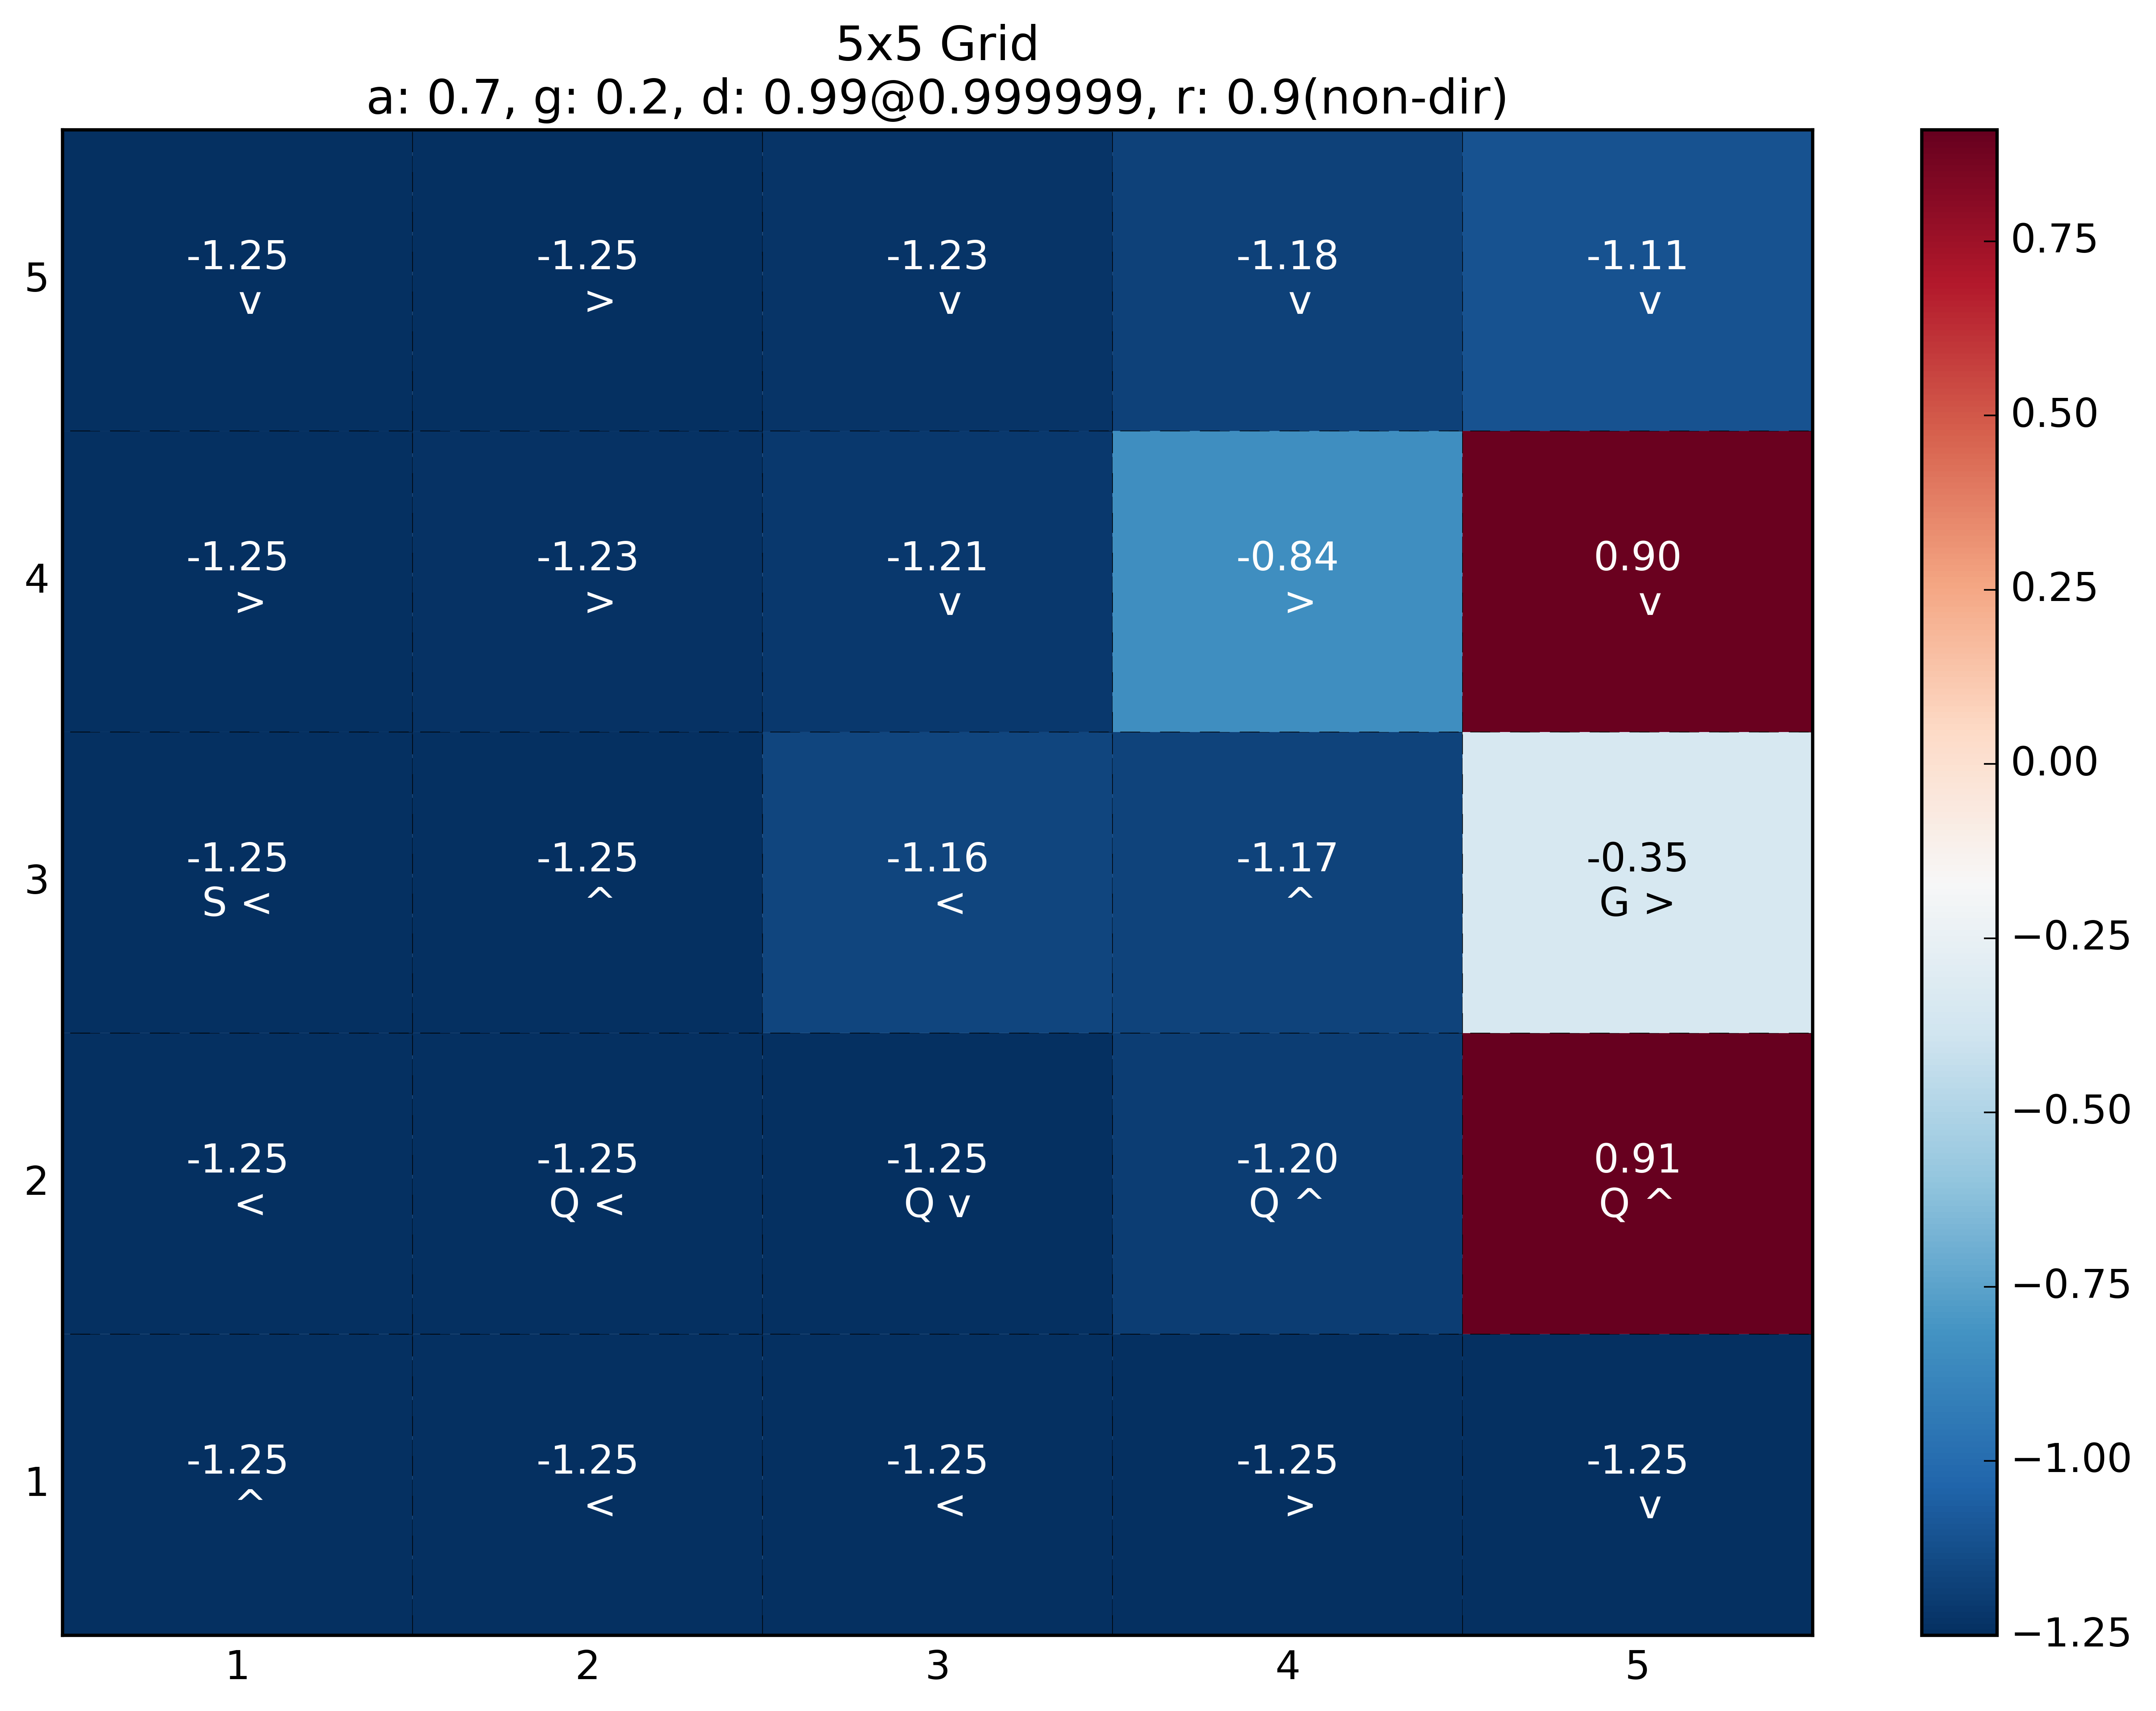 5x5 Grid
a: 0.7, g: 0.2, d: 0.99@0.999999, r: 0.9(non-dir)
5
-1.25 -1.25 -1.23 -1.18 -1.11
v > v v v
4
-1.25 -1.23 -1.21 -0.84 0.90
> > v > v
3
-1.25 -1.25 -1.16 -1.17 -0.35
S < ^ < ^ G >
2
-1.25 -1.25 -1.25 -1.20 0.91
< Q < Q v Q ^ Q ^
1
-1.25 -1.25 -1.25 -1.25 -1.25
^ < < > v
1 2 3 4 5
0.75
0.50
0.25
0.00
−0.25
−0.50
−0.75
−1.00
−1.25